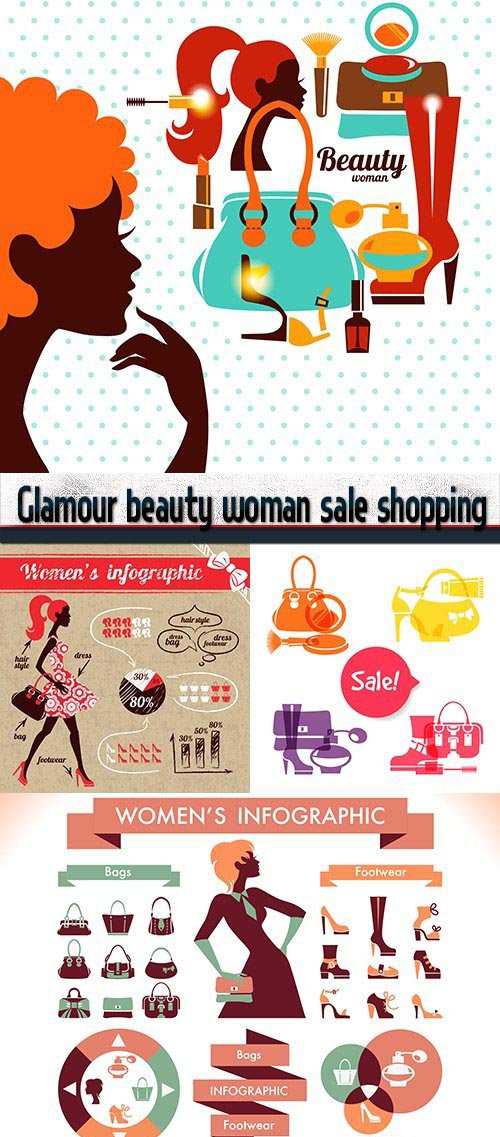 Beauty
woman
Glamour beauty woman sale shopping
Women's infographic
hair style
dress
bag
dress
footwear
hair
style
dress
bag
footwear
30%
80%
30%
50%
80%
Sale!
WOMEN'S INFOGRAPHIC
Bags
Footwear
Bags
INFOGRAPHIC
Footwear